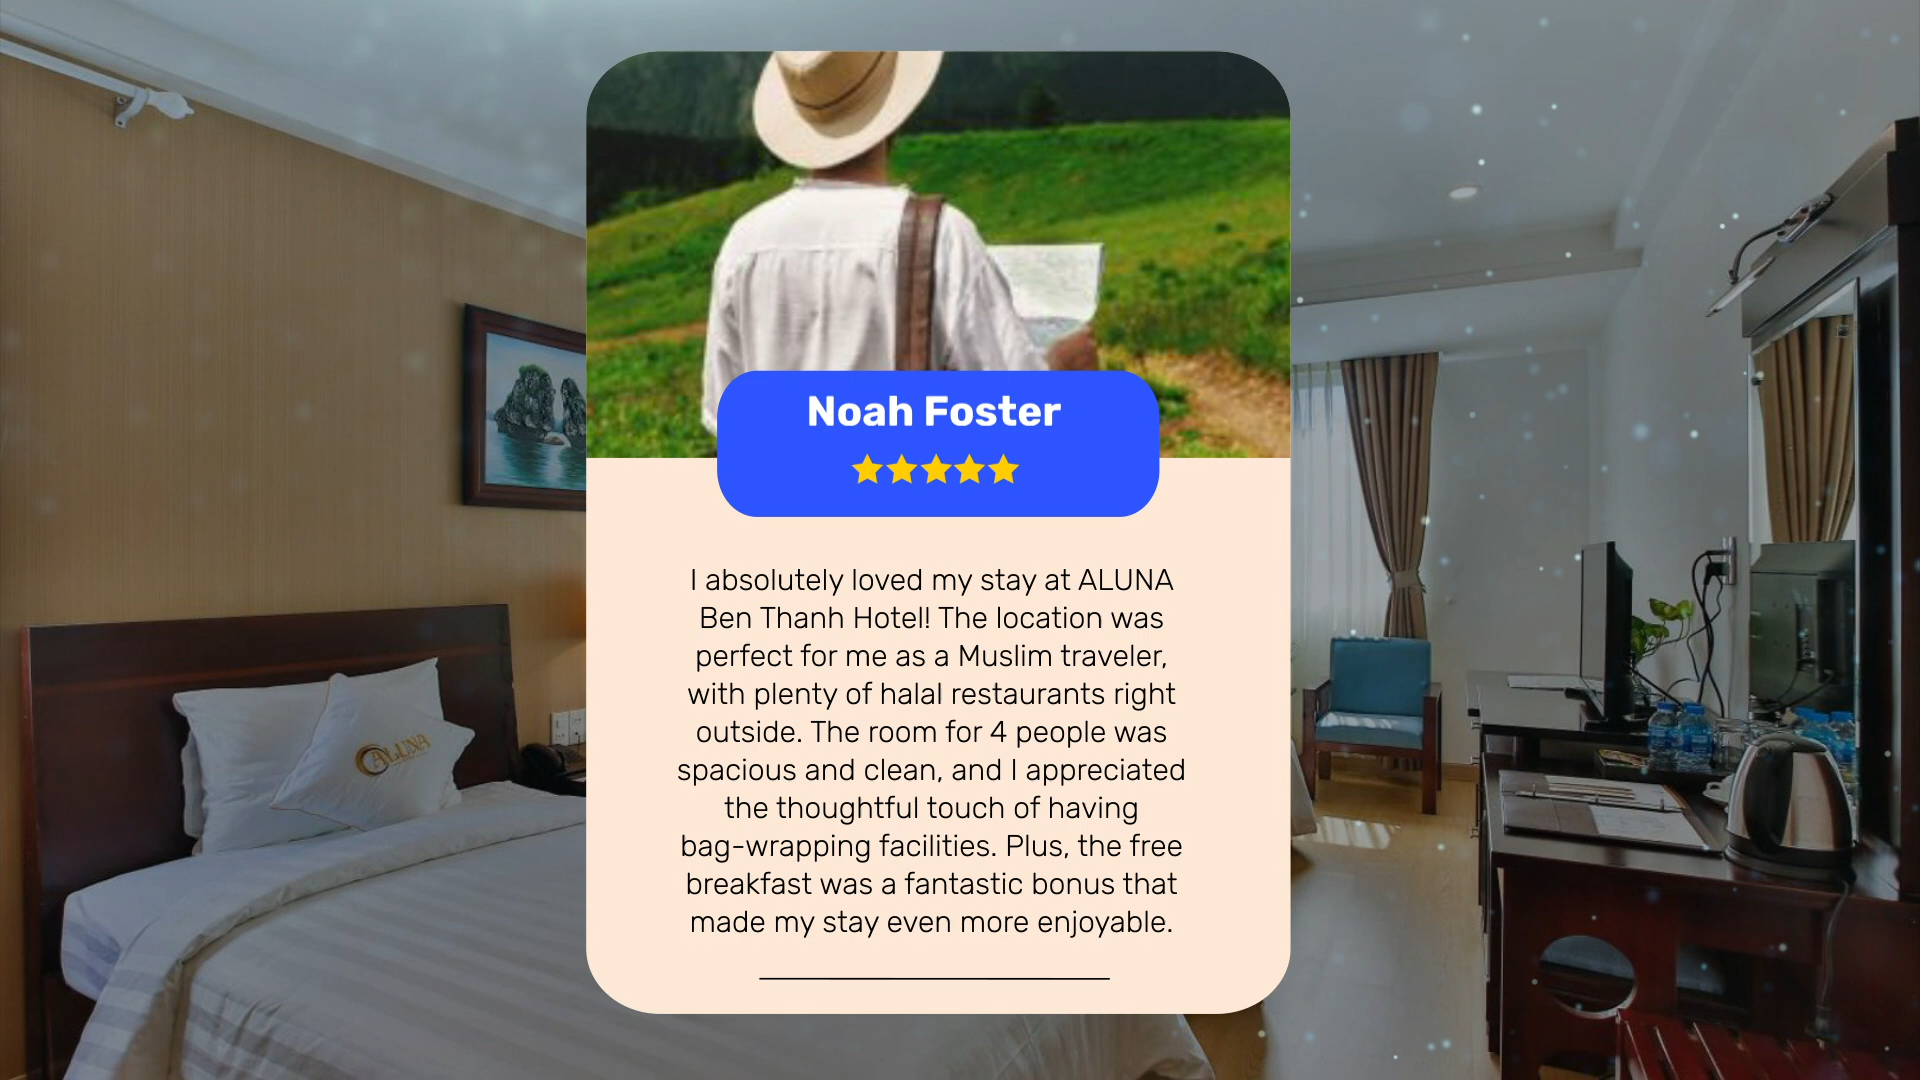 Noah Foster
I absolutely loved my stay at ALUNA
Ben Thanh Hotel! The location was
perfect for me as a Muslim traveler,
with plenty of halal restaurants right
outside. The room for 4 people was
spacious and clean, and I appreciated
the thoughtful touch of having
bag-wrapping facilities. Plus, the free
breakfast was a fantastic bonus that
made my stay even more enjoyable.
ALUNA